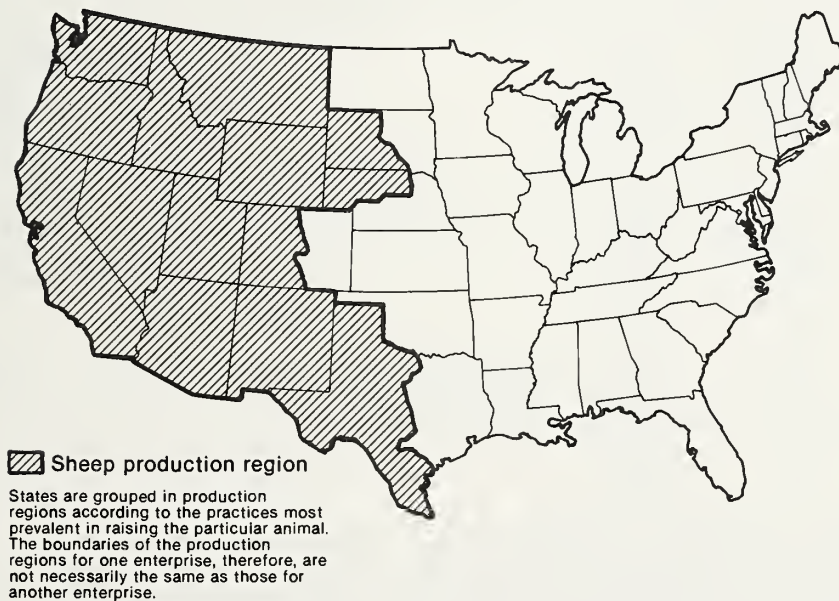 Sheep production region
States are grouped in production
regions according to the practices most
prevalent in raising the particular animal.
The boundaries of the production
regions for one enterprise, therefore, are
not necessarily the same as those for
another enterprise.